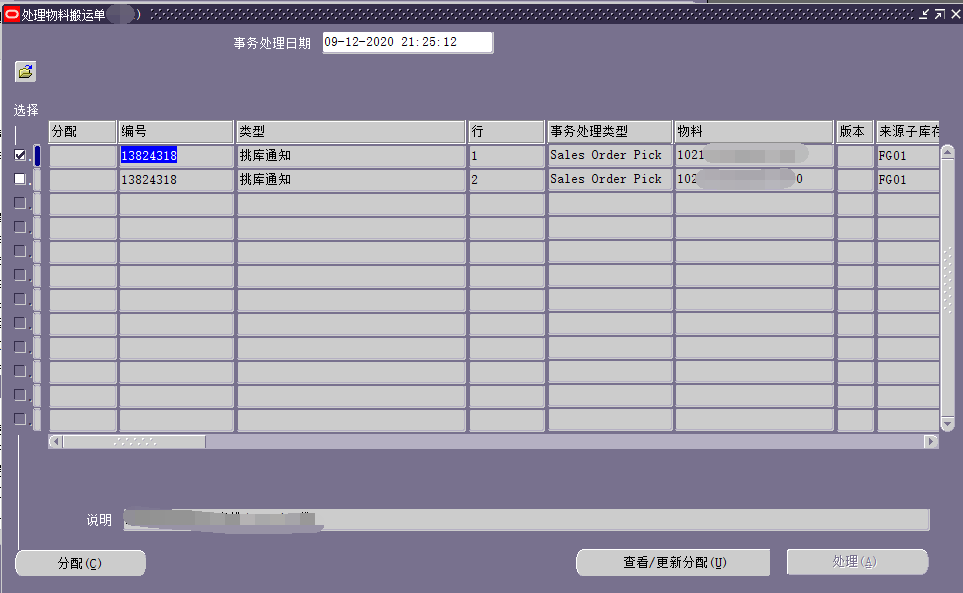 处理物料搬运单 )
事务处理日期 09-12-2020 21:25:12
选择
分配 编号 类型 行 事务处理类型 物料 版本 来源子库存
13824318 挑库通知 1 Sales Order Pick 1021 FG01
13824318 挑库通知 2 Sales Order Pick 102 0 FG01
说明
分配(C) 查看/更新分配(U) 处理(A)